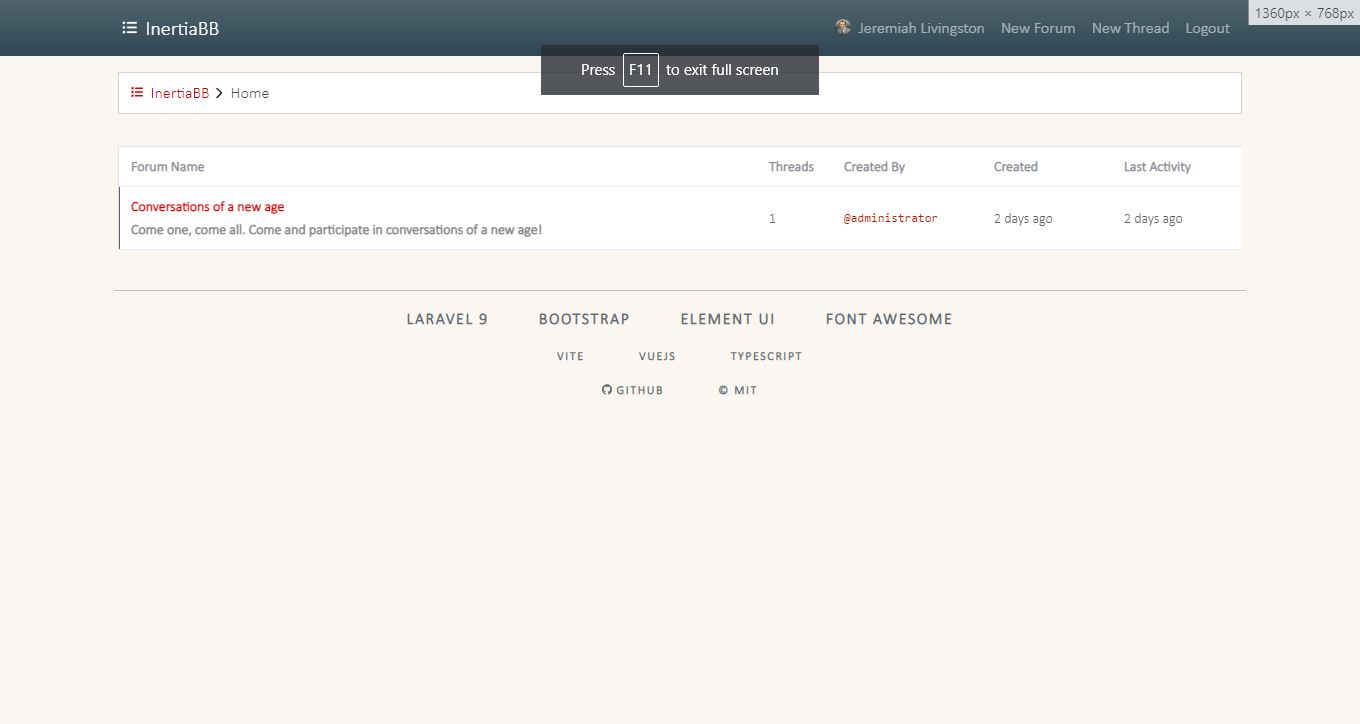 InertiaBB Jeremiah Livingston New Forum New Thread Logout
1360px × 768px
Press F11 to exit full screen
InertiaBB > Home
Forum Name Threads Created By Created Last Activity
Conversations of a new age
Come one, come all. Come and participate in conversations of a new age!
1 @administrator 2 days ago 2 days ago
LARAVEL 9 BOOTSTRAP ELEMENT UI FONT AWESOME
VITE VUEJS TYPESCRIPT
GITHUB © MIT